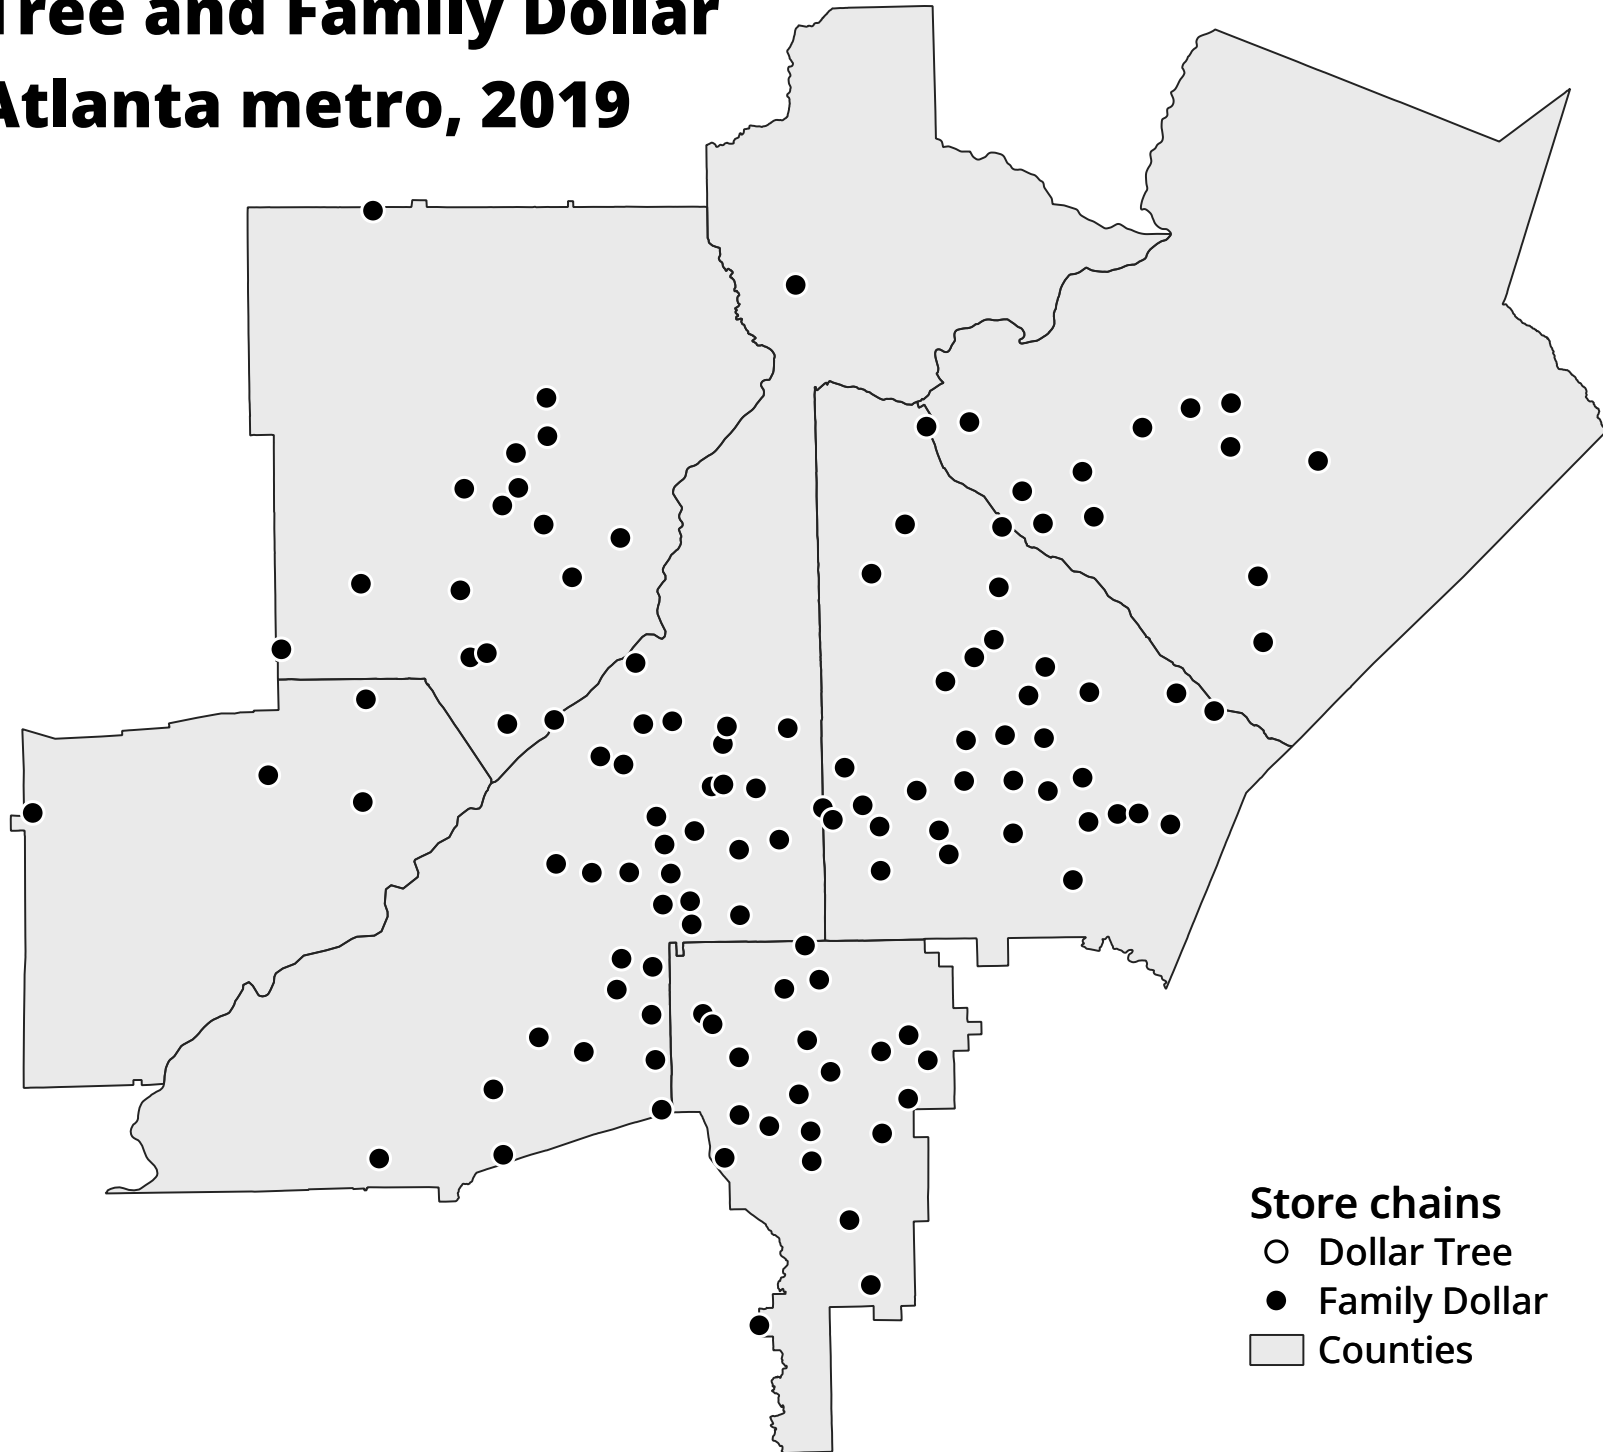 Tree and Family Dollar
Atlanta metro, 2019
Store chains
Dollar Tree
Family Dollar
Counties